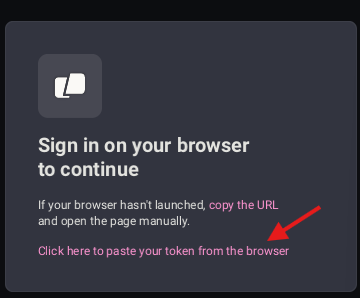 Sign in on your browser
to continue
If your browser hasn't launched, copy the URL
and open the page manually.
Click here to paste your token from the browser